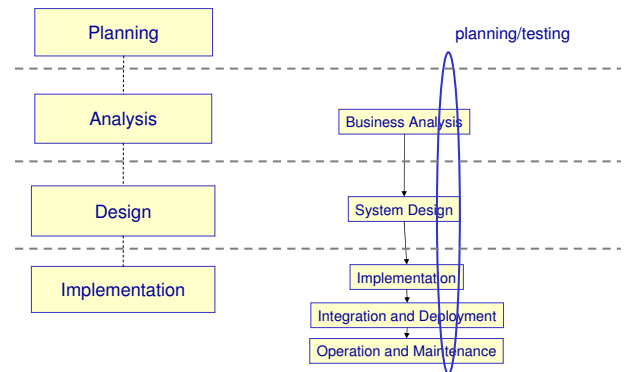 Planning
planning/testing
Analysis
Business Analysis
Design
System Design
Implementation
Implementation
Integration and Deployment
Operation and Maintenance